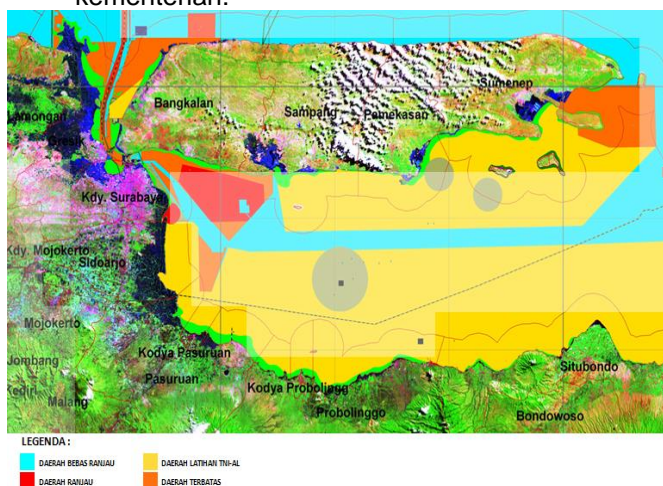 kementerian.
Lamongan
Gresik
Bangkalan
Sampang
Pamekasan
Sumenep
Kdy. Surabaya
Kdy. Mojokerto
Sidoarjo
Mojokerto
Jombang
Kediri
Malang
Kodya Pasuruan
Pasuruan
Kodya Probolingg
Probolinggo
Situbondo
Bondowoso
LEGENDA :
DAERAH BEBAS RANJAU
DAERAH LATIHAN TNI-AL
DAERAH RANJAU
DAERAH TERBATAS